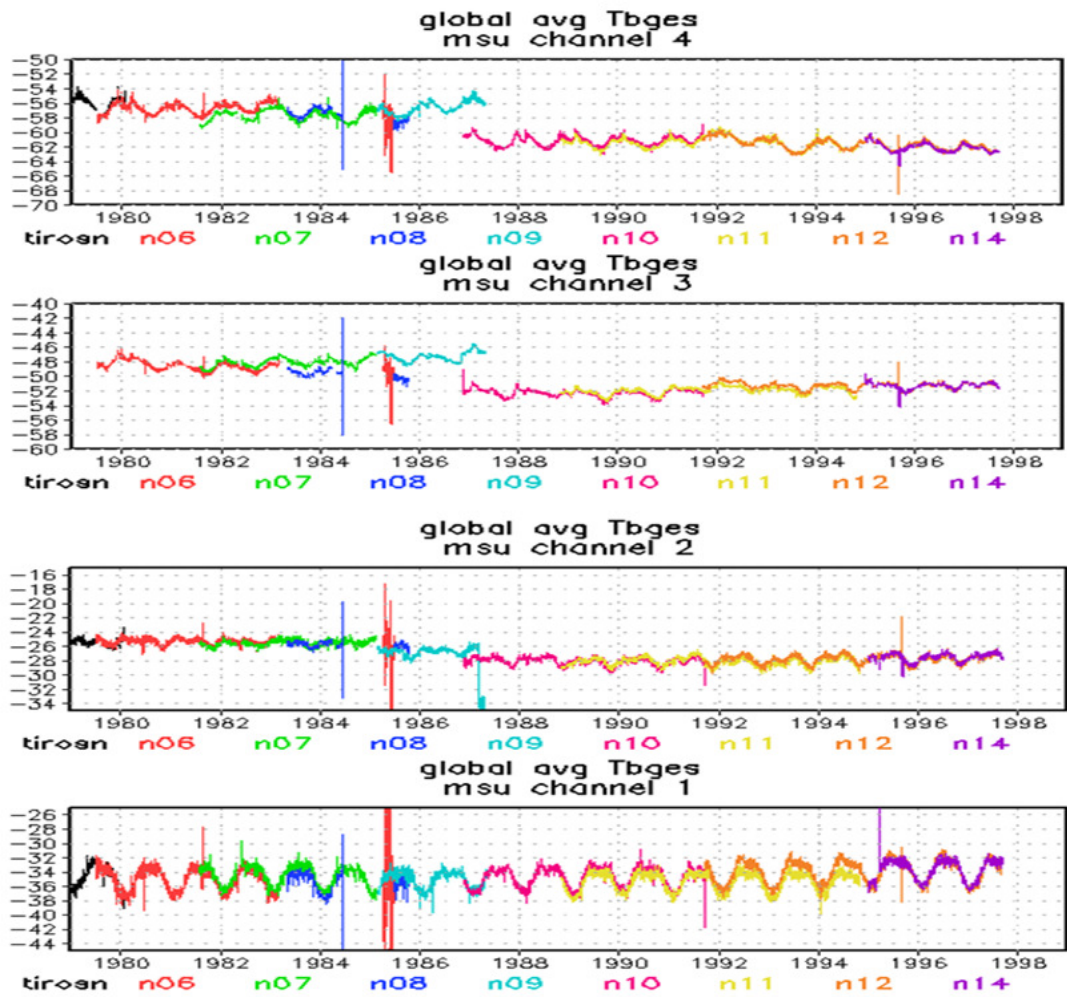 global avg Tbges
msu channel 4
-50
-52
-54
-56
-58
-60
-62
-64
-66
-68
-70
1980 1982 1984 1986 1988 1990 1992 1994 1996 1998
tirosn n06 n07 n08 n09 n10 n11 n12 n14
global avg Tbges
msu channel 3
-40
-42
-44
-46
-48
-50
-52
-54
-56
-58
-60
1980 1982 1984 1986 1988 1990 1992 1994 1996 1998
tirosn n06 n07 n08 n09 n10 n11 n12 n14
global avg Tbges
msu channel 2
-16
-18
-20
-22
-24
-26
-28
-30
-32
-34
1980 1982 1984 1986 1988 1990 1992 1994 1996 1998
tirosn n06 n07 n08 n09 n10 n11 n12 n14
global avg Tbges
msu channel 1
-26
-28
-30
-32
-34
-36
-38
-40
-42
-44
1980 1982 1984 1986 1988 1990 1992 1994 1996 1998
tirosn n06 n07 n08 n09 n10 n11 n12 n14